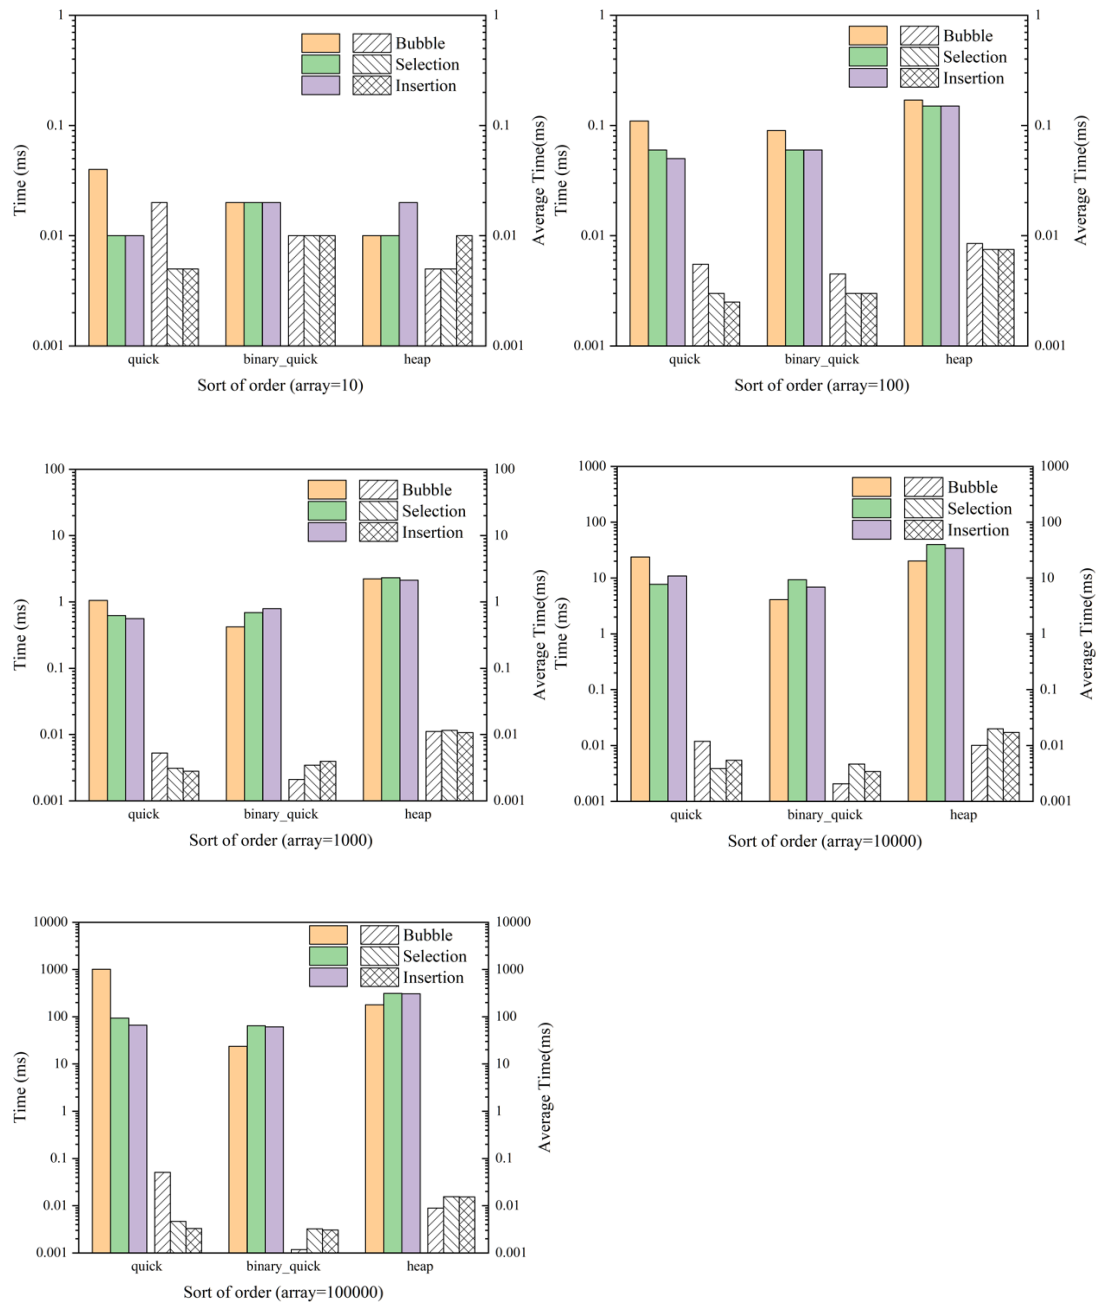 1
0.1
0.01
0.001
Time (ms)
Bubble
Selection
Insertion
1
0.1
0.01
0.001
Average Time(ms)
quick binary_quick heap
Sort of order (array=10)
1
0.1
0.01
0.001
Time (ms)
Bubble
Selection
Insertion
1
0.1
0.01
0.001
Average Time(ms)
quick binary_quick heap
Sort of order (array=100)
100
10
1
0.1
0.01
0.001
Time (ms)
Bubble
Selection
Insertion
100
10
1
0.1
0.01
0.001
Average Time(ms)
quick binary_quick heap
Sort of order (array=1000)
1000
100
10
1
0.1
0.01
0.001
Time (ms)
Bubble
Selection
Insertion
1000
100
10
1
0.1
0.01
0.001
Average Time(ms)
quick binary_quick heap
Sort of order (array=10000)
10000
1000
100
10
1
0.1
0.01
0.001
Time (ms)
Bubble
Selection
Insertion
10000
1000
100
10
1
0.1
0.01
0.001
Average Time(ms)
quick binary_quick heap
Sort of order (array=100000)